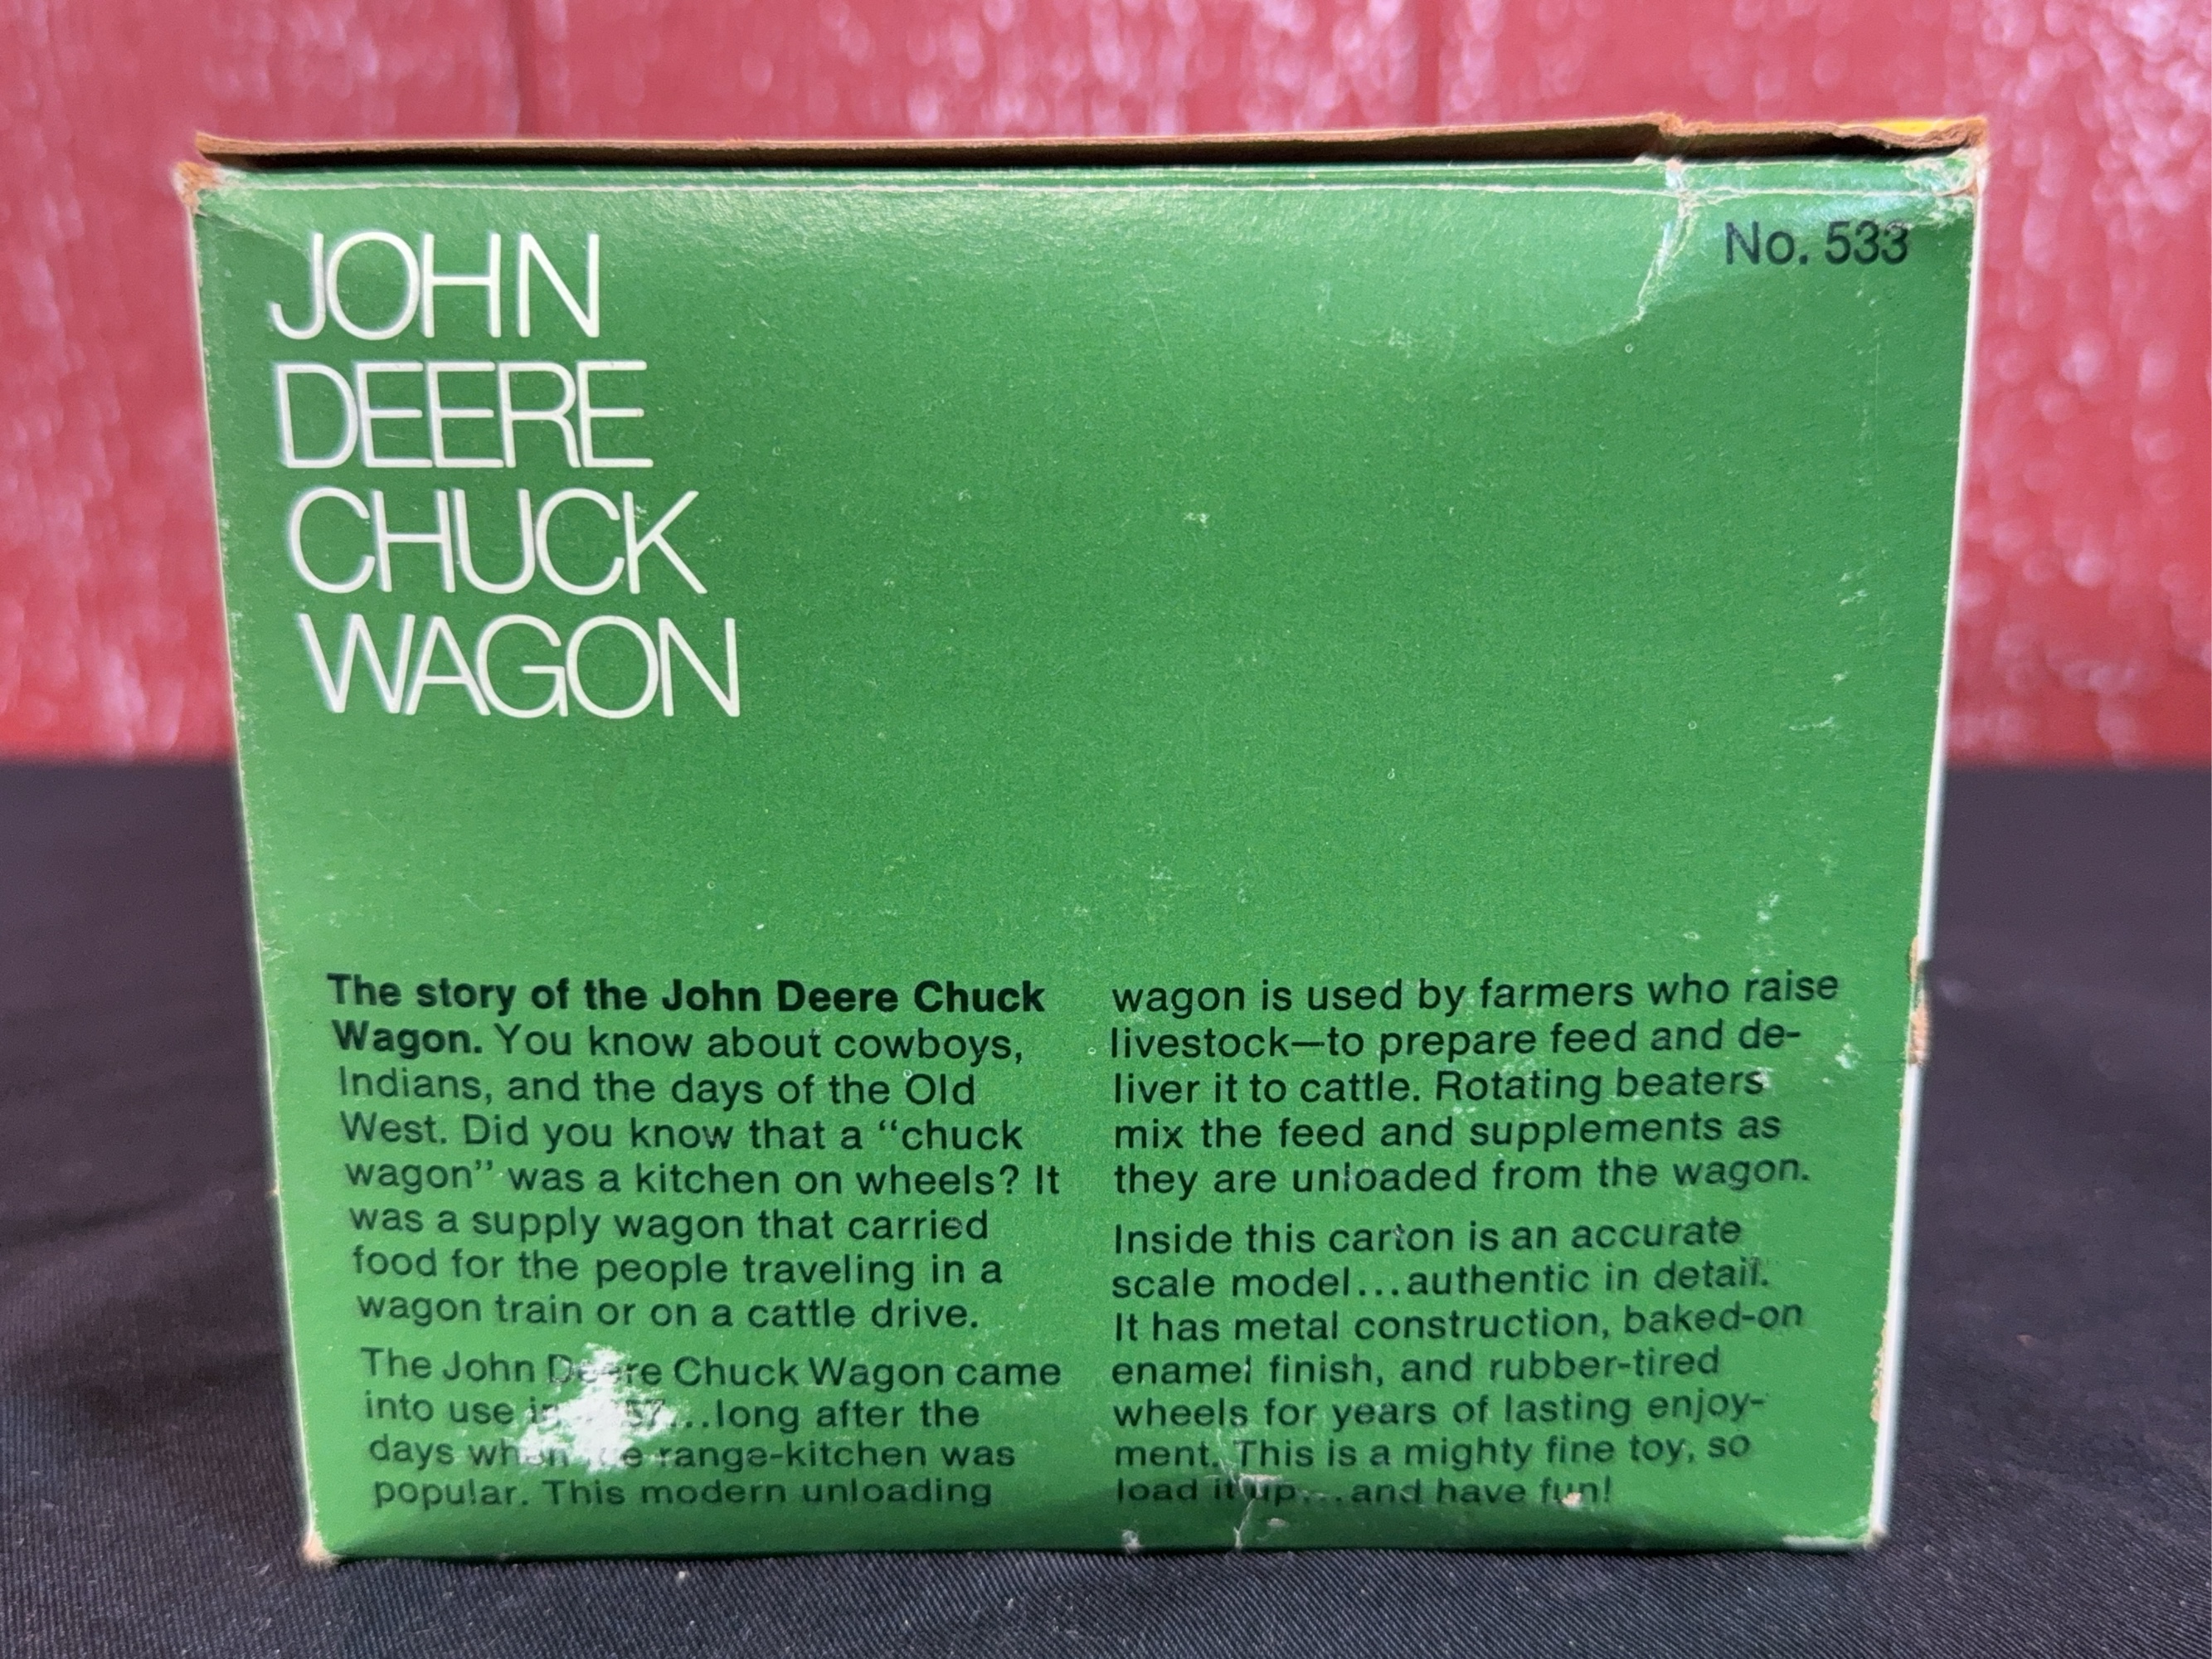 JOHN
DEERE
CHUCK
WAGON
No. 533
The story of the John Deere Chuck
Wagon. You know about cowboys,
Indians, and the days of the Old
West. Did you know that a “chuck
wagon” was a kitchen on wheels? It
was a supply wagon that carried
food for the people traveling in a
wagon train or on a cattle drive.
The John Deere Chuck Wagon came
into use in ...long after the
days when range-kitchen was
popular. This modern unloading
wagon is used by farmers who raise
livestock—to prepare feed and de-
liver it to cattle. Rotating beaters
mix the feed and supplements as
they are unloaded from the wagon.
Inside this carton is an accurate
scale model...authentic in detail.
It has metal construction, baked-on
enamel finish, and rubber-tired
wheels for years of lasting enjoy-
ment. This is a mighty fine toy, so
load it up...and have fun!